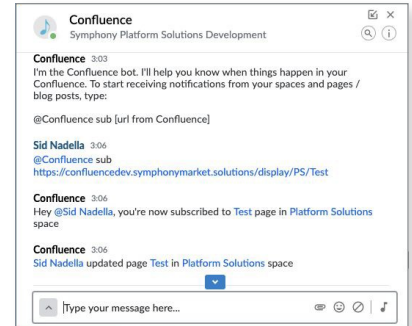 Confluence
Symphony Platform Solutions Development
Confluence 3:03
I'm the Confluence bot. I'll help you know when things happen in your
Confluence. To start receiving notifications from your spaces and pages /
blog posts, type:
@Confluence sub [url from Confluence]
Sid Nadella 3:06
@Confluence sub
https://confluencedev.symphonymarket.solutions/display/PS/Test
Confluence 3:06
Hey @Sid Nadella, you're now subscribed to Test page in Platform Solutions
space
Confluence 3:06
Sid Nadella updated page Test in Platform Solutions space
Type your message here...